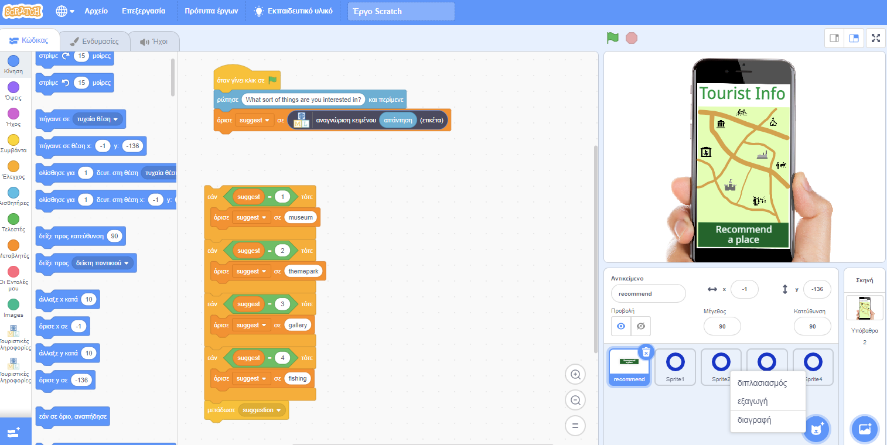 SCRATCH Αρχείο Επεξεργασία Πρότυπα έργων Εκπαιδευτικό υλικό Έργο Scratch
Κώδικας Ενδυμασίες Ήχοι
Κίνηση
Όψεις
Ήχος
Συμβάντα
Έλεγχος
Αισθητήρες
Τελεστές
Μεταβλητές
Οι Εντολές
μου
Images
στρίψε 15 μοίρες
στρίψε 15 μοίρες
πήγαινε σε τυχαία θέση
πήγαινε σε θέση x: -1 y: -136
ολίσθησε για 1 δευτ. στη θέση τυχαία θέση
ολίσθησε για 1 δευτ. στη θέση x: -1 y:
δείξε προς κατεύθυνση 90
δείξε προς δείκτη ποντικιού
άλλαξε x κατά 10
όρισε x σε -1
άλλαξε y κατά 10
όρισε y σε -136
εάν σε όριο, αναπήδησε
όταν γίνει κλικ σε
ρώτησε What sort of things are you interested in? και περίμενε
όρισε suggest σε αναγνώριση κειμένου απάντηση (ετικέτα)
εάν suggest = 1 τότε
όρισε suggest σε museum
εάν suggest = 2 τότε
όρισε suggest σε themepark
εάν suggest = 3 τότε
όρισε suggest σε gallery
εάν suggest = 4 τότε
όρισε suggest σε fishing
μετάδωσε suggestion
Tourist Info
Recommend
a place
Αντικείμενο
recommend x -1 y -136
Προβολή Μέγεθος Κατεύθυνση
90 90
recommend Sprite1 Sprite4
διπλασιασμός
εξαγωγή
διαγραφή
Σκηνή
Υπόβαθρα
2